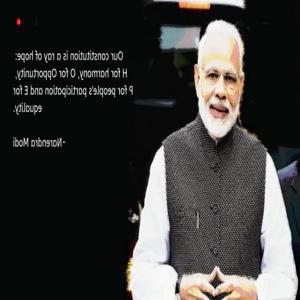 Our constitution is a ray of hope:
H for harmony, O for Opportunity,
P for people's participation and E for
equality.
-Narendra Modi